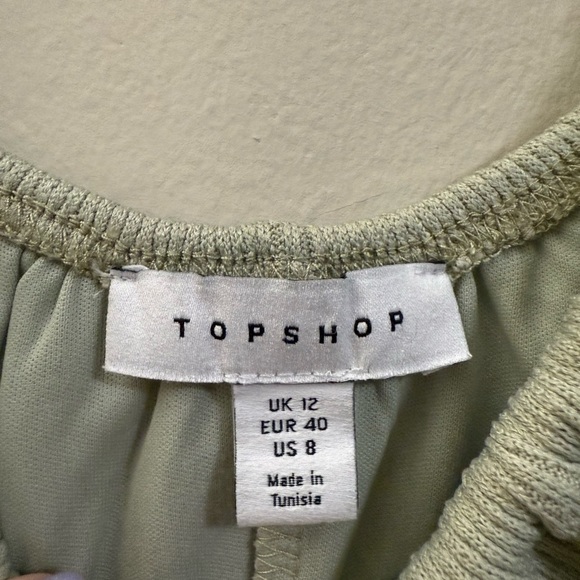 TOPSHOP
UK 12
EUR 40
US 8
Made in
Tunisia